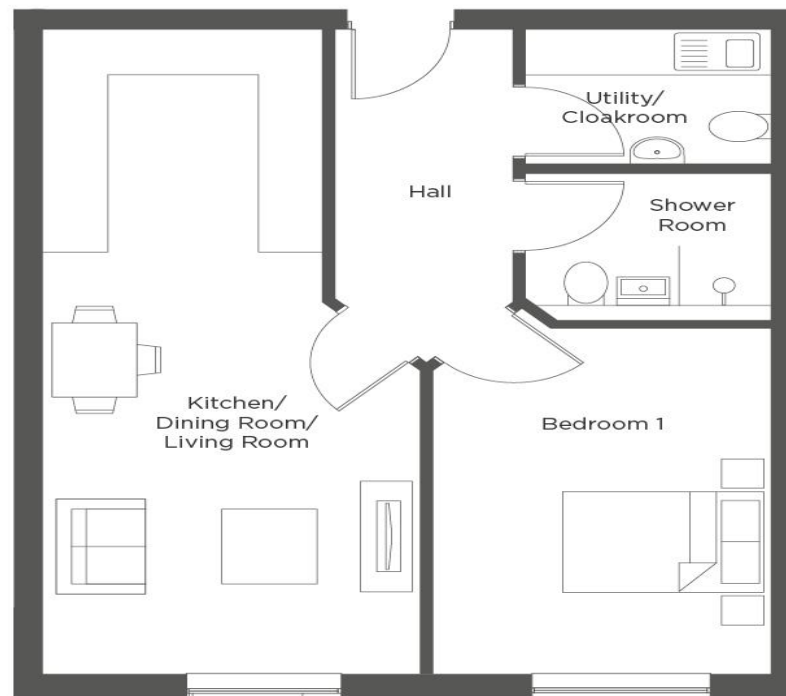 Utility/
Cloakroom
Hall
Shower
Room
Kitchen/
Dining Room/
Living Room
Bedroom 1